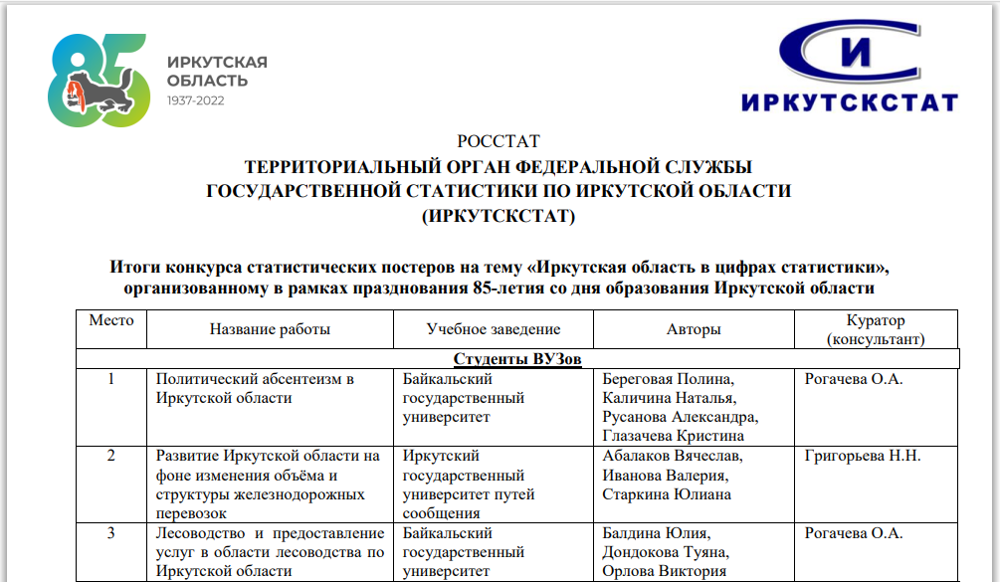 85
ИРКУТСКАЯ
ОБЛАСТЬ
1937-2022
И
ИРКУТСКСТАТ
РОССТАТ
ТЕРРИТОРИАЛЬНЫЙ ОРГАН ФЕДЕРАЛЬНОЙ СЛУЖБЫ
ГОСУДАРСТВЕННОЙ СТАТИСТИКИ ПО ИРКУТСКОЙ ОБЛАСТИ
(ИРКУТСКСТАТ)
Итоги конкурса статистических постеров на тему «Иркутская область в цифрах статистики»,
организованному в рамках празднования 85-летия со дня образования Иркутской области
Место
Название работы
Учебное заведение
Авторы
Куратор
(консультант)
Студенты ВУЗов
1
Политический абсентеизм в
Иркутской области
Байкальский
государственный
университет
Береговая Полина,
Каличина Наталья,
Русанова Александра,
Глазачева Кристина
Рогачева О.А.
2
Развитие Иркутской области на
фоне изменения объёма и
структуры железнодорожных
перевозок
Иркутский
государственный
университет путей
сообщения
Абалаков Вячеслав,
Иванова Валерия,
Старкина Юлиана
Григорьева Н.Н.
3
Лесоводство и предоставление
услуг в области лесоводства по
Иркутской области
Байкальский
государственный
университет
Балдина Юлия,
Дондокова Туяна,
Орлова Виктория
Рогачева О.А.